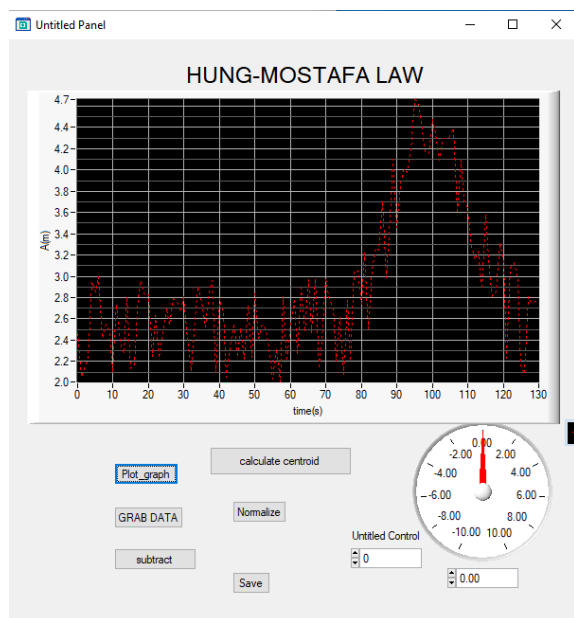 Untitled Panel
HUNG-MOSTAFA LAW
4.7
4.4
4.2
4.0
3.8
3.6
3.4
3.2
3.0
2.8
2.6
2.4
2.2
2.0
A(m)
0 10 20 30 40 50 60 70 80 90 100 110 120 130
time(s)
Plot_graph
calculate centroid
GRAB DATA
Normalize
subtract
Save
Untitled Control
0
0.00
-2.00 2.00
-4.00 4.00
-6.00 6.00
-8.00 8.00
-10.00 10.00
0.00